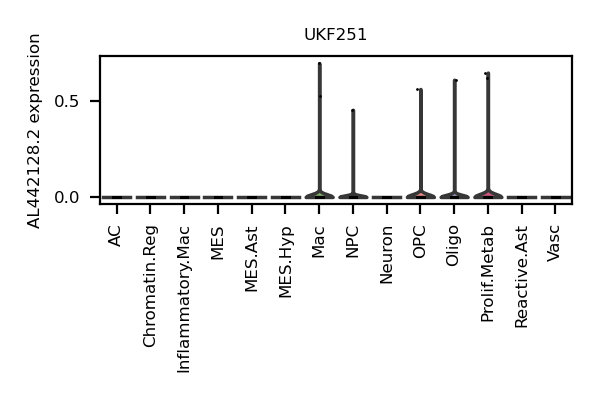 UKF251
AL442128.2 expression
0.5
0.0
AC
Chromatin.Reg
Inflammatory.Mac
MES
MES.Ast
MES.Hyp
Mac
NPC
Neuron
OPC
Oligo
Prolif.Metab
Reactive.Ast
Vasc